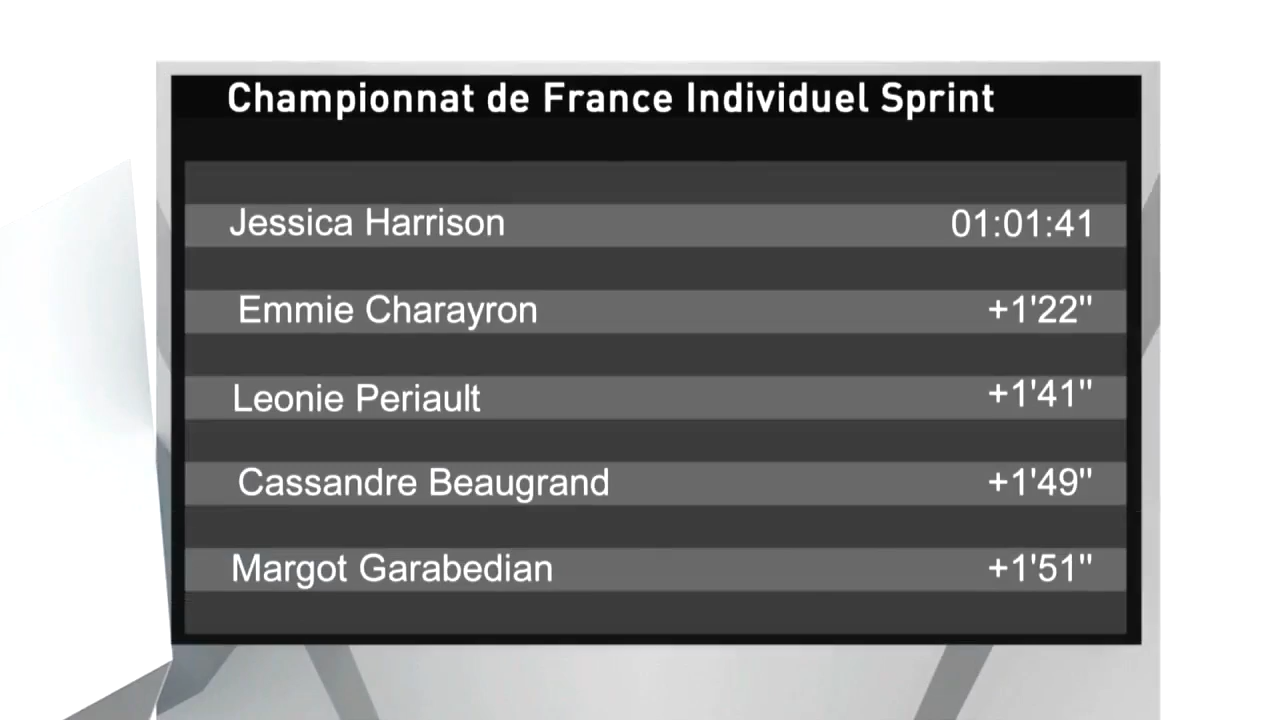 Championnat de France Individuel Sprint
Jessica Harrison 01:01:41
Emmie Charayron +1'22"
Leonie Periault +1'41"
Cassandre Beaugrand +1'49"
Margot Garabedian +1'51"